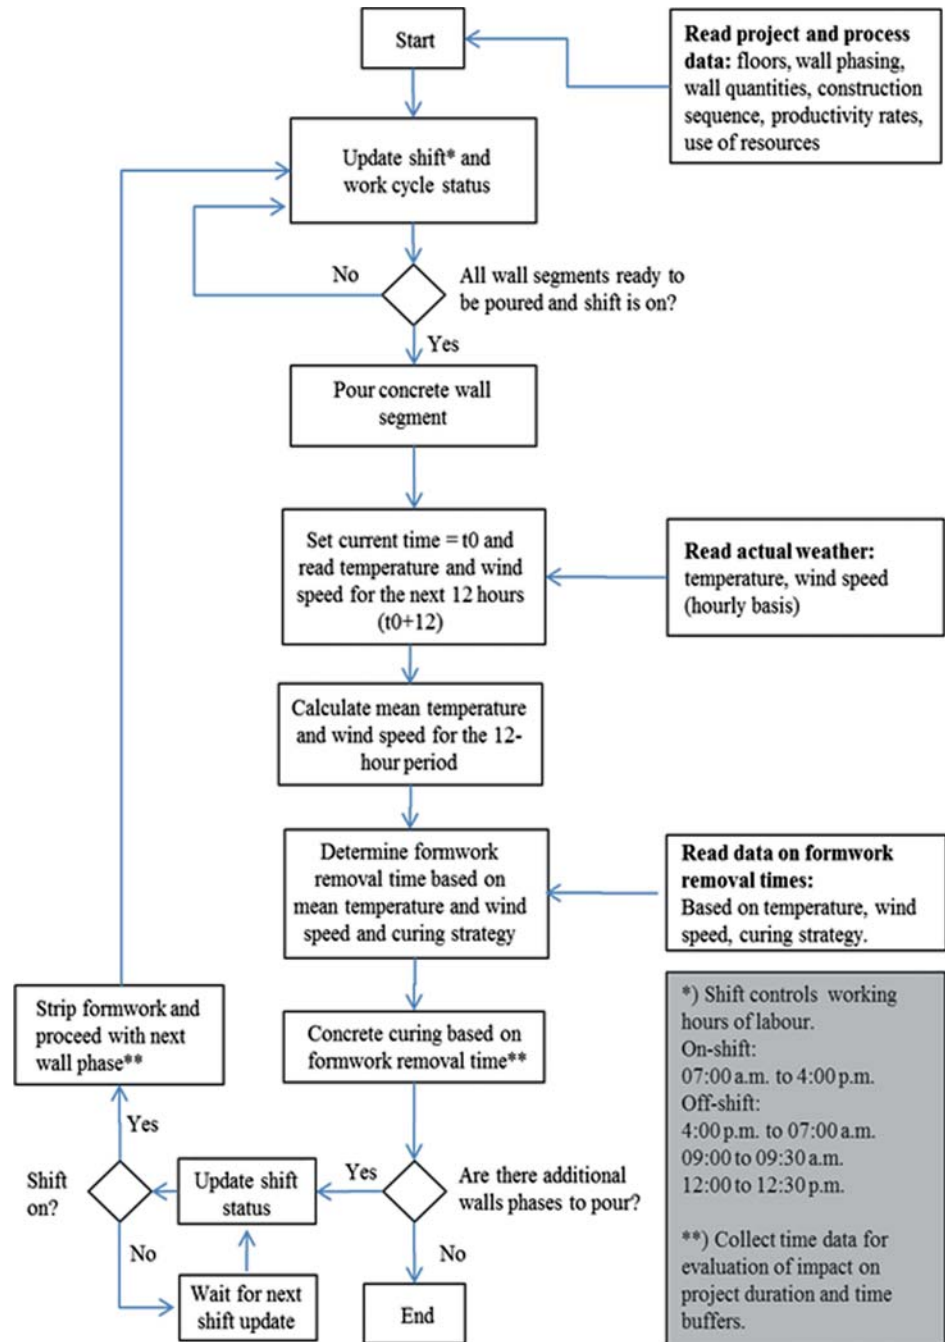 Start
Read project and process
data: floors, wall phasing,
wall quantities, construction
sequence, productivity rates,
use of resources
Update shift* and
work cycle status
No
All wall segments ready to
be poured and shift is on?
Yes
Pour concrete wall
segment
Set current time = t0 and
read temperature and wind
speed for the next 12 hours
(t0+12)
Read actual weather:
temperature, wind speed
(hourly basis)
Calculate mean temperature
and wind speed for the 12-
hour period
Determine formwork
removal time based on
mean temperature and wind
speed and curing strategy
Read data on formwork
removal times:
Based on temperature, wind
speed, curing strategy.
Strip formwork and
proceed with next
wall phase**
Concrete curing based on
formwork removal time**
Yes
Shift
on?
Update shift
status
Yes
Are there additional
walls phases to pour?
No
Wait for next
shift update
No
End
*) Shift controls working
hours of labour.
On-shift:
07:00 a.m. to 4:00 p.m.
Off-shift:
4:00 p.m. to 07:00 a.m.
09:00 to 09:30 a.m.
12:00 to 12:30 p.m.
**) Collect time data for
evaluation of impact on
project duration and time
buffers.